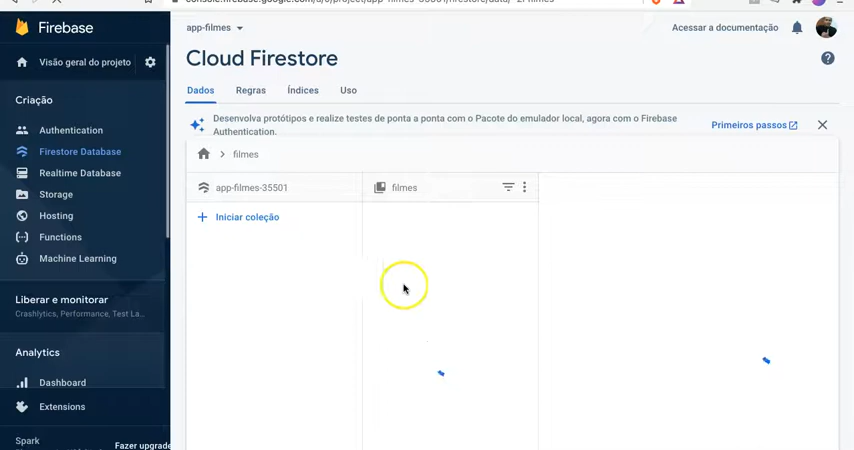 Firebase
app-filmes
Acessar a documentação
Visão geral do projeto
Cloud Firestore
Criação
Dados
Regras
Índices
Uso
Authentication
Firestore Database
Realtime Database
Storage
Hosting
Functions
Machine Learning
Liberar e monitorar
Crashlytics, Performance, Test La...
Analytics
Dashboard
Extensions
Spark
Fazer upgrade
Desenvolva protótipos e realize testes de ponta a ponta com o Pacote do emulador local, agora com o Firebase
Authentication.
Primeiros passos
filmes
app-filmes-35501
filmes
Iniciar coleção